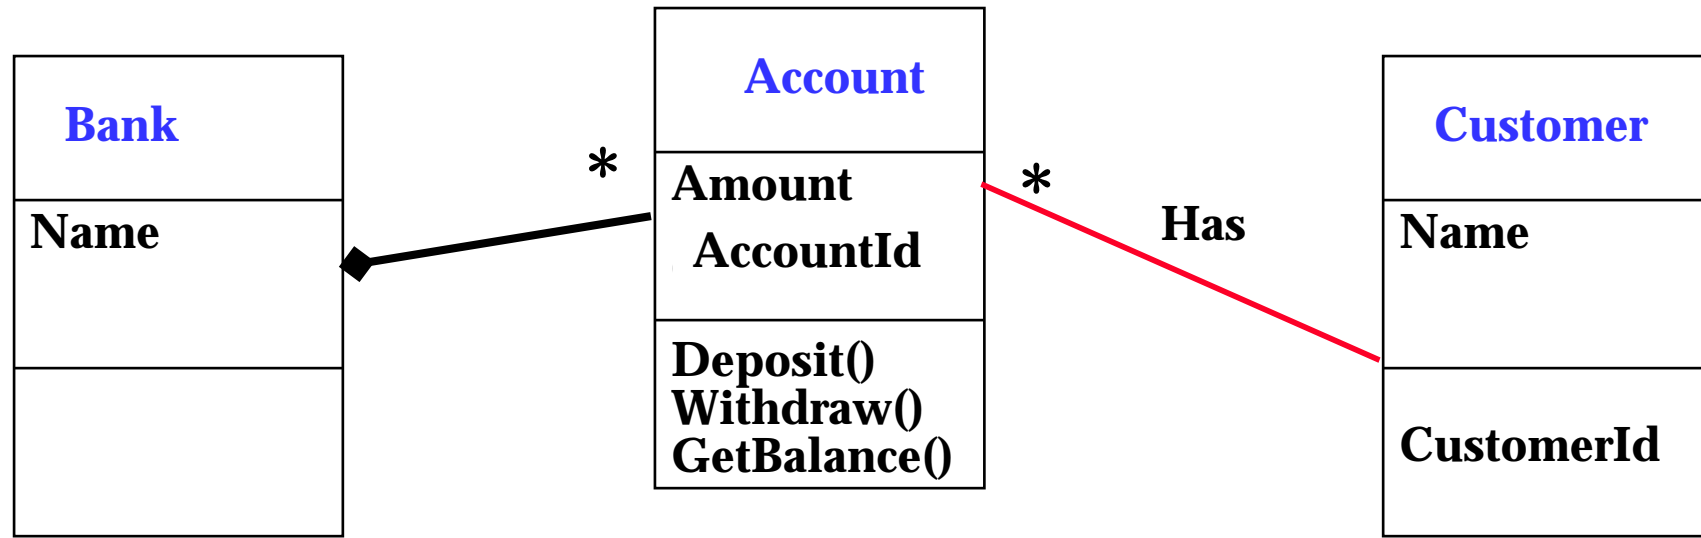 Bank
Name
*
Account
Amount
AccountId
Deposit()
Withdraw()
GetBalance()
*
Has
Customer
Name
CustomerId